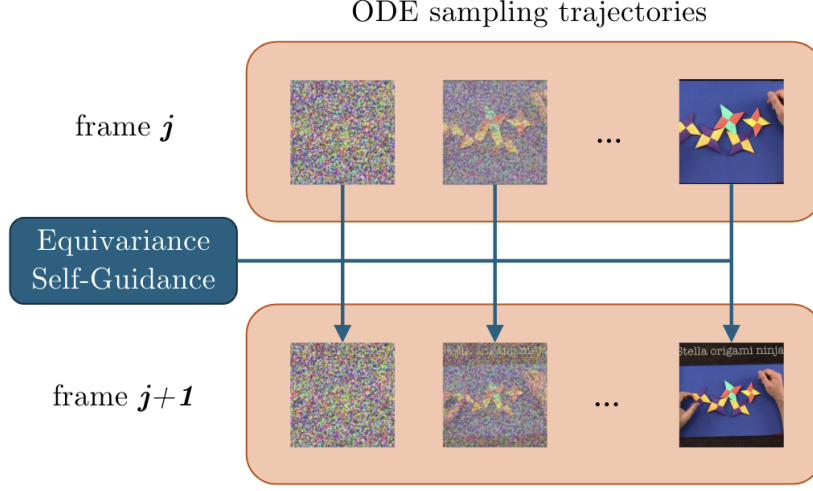 ODE sampling trajectories
frame j
...
Equivariance
Self-Guidance
frame j+1
Stella origami ninja
...